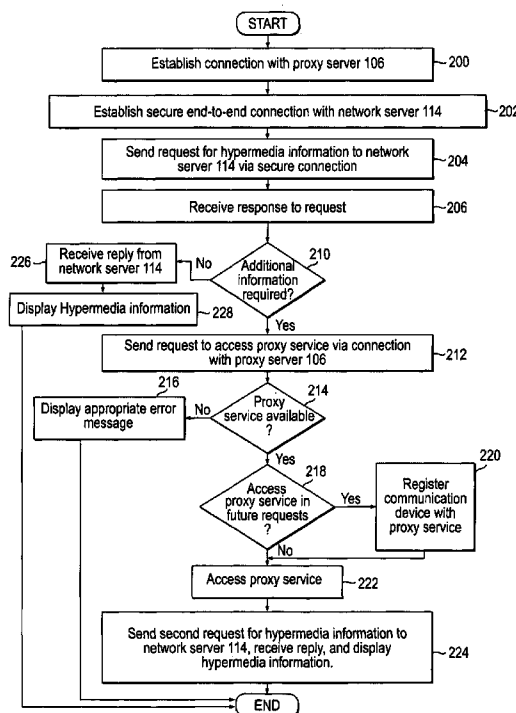 START
Establish connection with proxy server 106
200
Establish secure end-to-end connection with network server 114
202
Send request for hypermedia information to
network server 114 via secure connection
204
Receive response to request
206
210
Additional
information
required?
No
Yes
226
Receive reply from
network server 114
Display Hypermedia information
228
Send request to access proxy service via connection
with proxy server 106
212
214
Proxy
service available
?
No
Yes
216
Display appropriate error
message
218
Access
proxy service in
future requests
?
Yes
No
220
Register
communication
device with
proxy service
Access proxy service
222
Send second request for hypermedia information to
network server 114, receive reply, and display
hypermedia information.
224
END